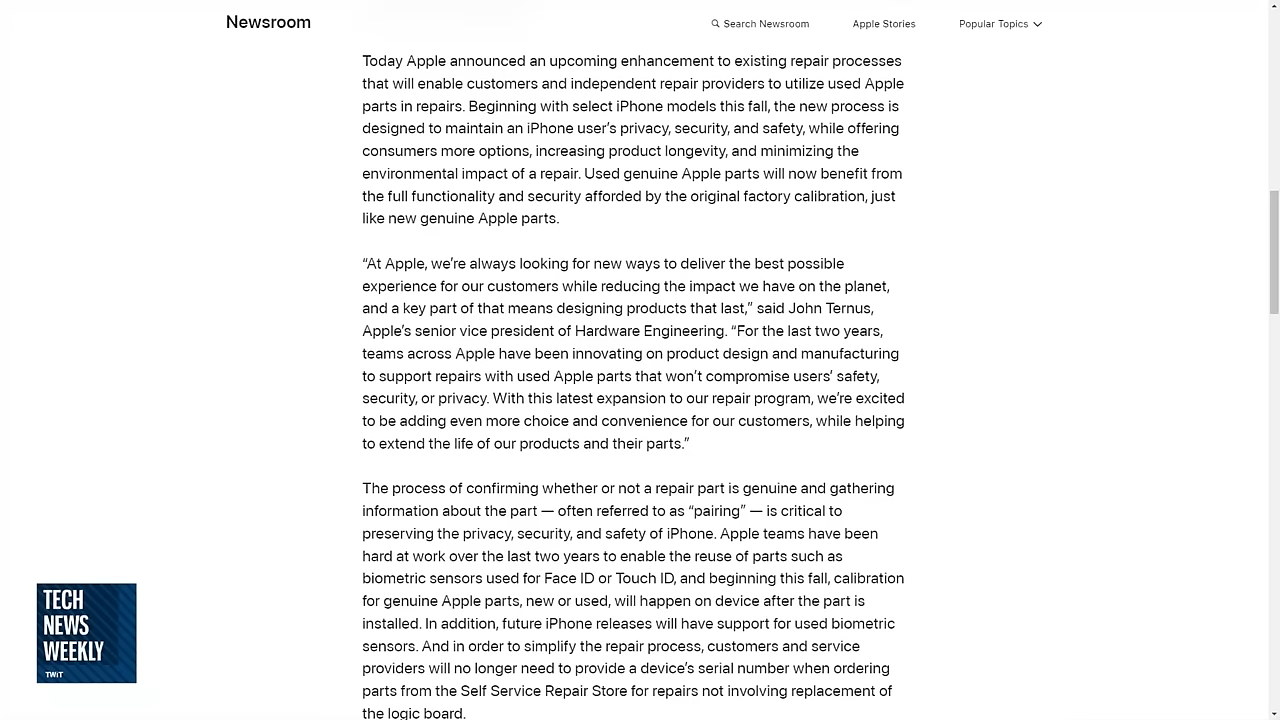 Newsroom
Search Newsroom
Apple Stories
Popular Topics
Today Apple announced an upcoming enhancement to existing repair processes
that will enable customers and independent repair providers to utilize used Apple
parts in repairs. Beginning with select iPhone models this fall, the new process is
designed to maintain an iPhone user’s privacy, security, and safety, while offering
consumers more options, increasing product longevity, and minimizing the
environmental impact of a repair. Used genuine Apple parts will now benefit from
the full functionality and security afforded by the original factory calibration, just
like new genuine Apple parts.
“At Apple, we’re always looking for new ways to deliver the best possible
experience for our customers while reducing the impact we have on the planet,
and a key part of that means designing products that last,” said John Ternus,
Apple’s senior vice president of Hardware Engineering. “For the last two years,
teams across Apple have been innovating on product design and manufacturing
to support repairs with used Apple parts that won’t compromise users’ safety,
security, or privacy. With this latest expansion to our repair program, we’re excited
to be adding even more choice and convenience for our customers, while helping
to extend the life of our products and their parts.”
The process of confirming whether or not a repair part is genuine and gathering
information about the part — often referred to as “pairing” — is critical to
preserving the privacy, security, and safety of iPhone. Apple teams have been
hard at work over the last two years to enable the reuse of parts such as
biometric sensors used for Face ID or Touch ID, and beginning this fall, calibration
for genuine Apple parts, new or used, will happen on device after the part is
installed. In addition, future iPhone releases will have support for used biometric
sensors. And in order to simplify the repair process, customers and service
providers will no longer need to provide a device’s serial number when ordering
parts from the Self Service Repair Store for repairs not involving replacement of
the logic board.
TECH
NEWS
WEEKLY
TWiT